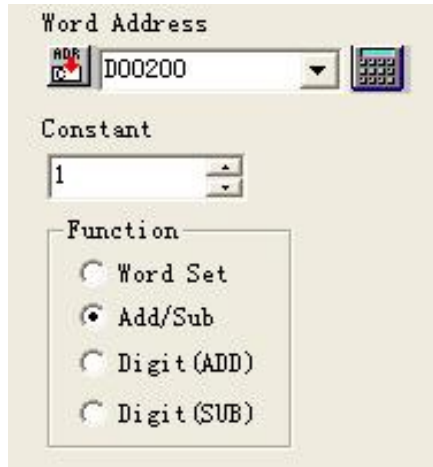 Word Address
ADR
D00200
Constant
1
Function
Word Set
Add/Sub
Digit(ADD)
Digit(SUB)